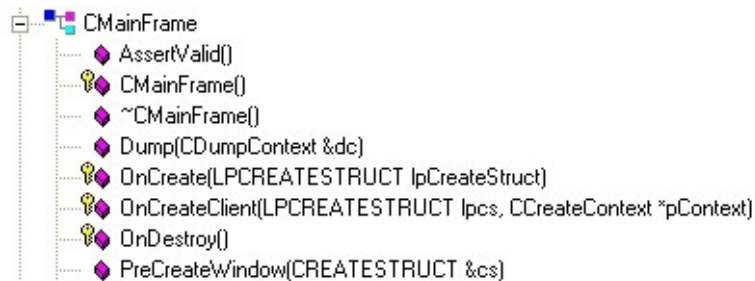 CMainFrame
AssertValid()
CMainFrame()
~CMainFrame()
Dump(CDumpContext &dc)
OnCreate(LPCREATESTRUCT lpCreateStruct)
OnCreateClient(LPCREATESTRUCT lpcs, CCreateContext *pContext)
OnDestroy()
PreCreateWindow(CREATESTRUCT &cs)